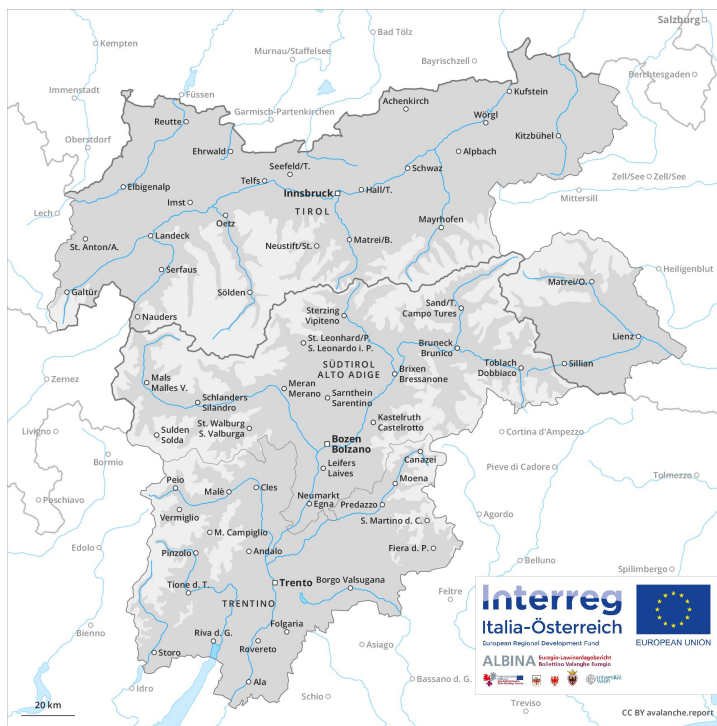 Salzburg
Kempten
Bad Tölz
Murnau/Staffelsee
Bayrischzell
Berchtesgaden
Immenstadt
Füssen
Garmisch-Partenkirchen
Achenkirch
Kufstein
Reutte
Wörgl
Oberstdorf
Kitzbühel
Ehrwald
Alpbach
Seefeld/T.
Schwaz
Zell/See
Zell/See
Elbigenalp
Telfs
Innsbruck
Hall/T.
Mittersill
Lech
Imst
TIROL
Oetz
Mayrhofen
St. Anton/A.
Landeck
Neustift/St.
Matrei/B.
Serfaus
Heiligenblut
Galtür
Sölden
Matrei/O.
Nauders
Sterzing
Vipiteno
Sand/T.
Campo Tures
St. Leonhard/P.
S. Leonardo i. P.
Bruneck
Brunico
Lienz
SÜDTIROL
ALTO ADIGE
Toblach
Dobbiaco
Sillian
Zernez
Mals
Malles V.
Meran
Merano
Brixen
Bressanone
Schlanders
Silandro
Sarnthein
Sarentino
Livigno
Sulden
Solda
St. Walburg
S. Valburga
Kastelruth
Castelrotto
Cortina d'Ampezzo
Bozen
Bolzano
Bormio
Canazei
Pieve di Cadore
Leifers
Laives
Tolmezzo
Peio
Malè
Cles
Moena
Poschiavo
Neumarkt
Egna
Predazzo
Vermiglio
Agordo
S. Martino d. C.
M. Campiglio
Edolo
Pinzolo
Andalo
Fiera d. P.
Belluno
Spilimbergo
Tione d. T.
Trento
Borgo Valsugana
Feltre
TRENTINO
Bienno
Riva d. G.
Folgaria
Storo
Rovereto
Asiago
Idro
Ala
Schio
Bassano d. G.
Treviso
20 km
Interreg
Italia-Österreich
European Regional Development Fund
EUROPEAN UNION
ALBINA
Euregio-Lawinenlagebericht
Bollettino Valanghe Euregio
universität
wien
CC BY avalanche.report